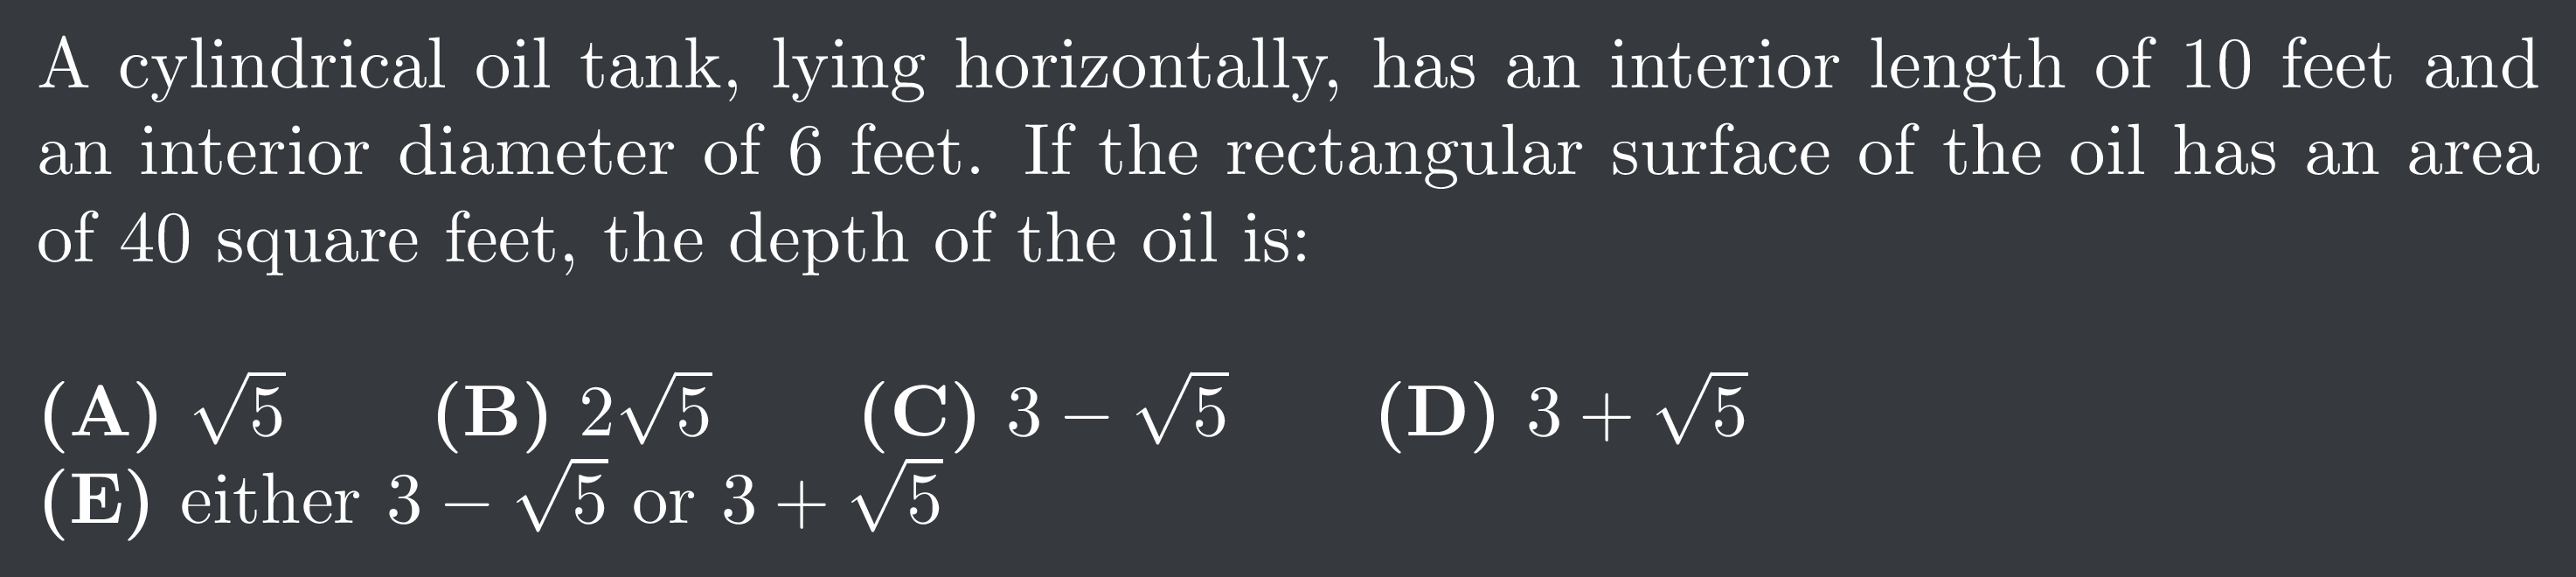 A cylindrical oil tank, lying horizontally, has an interior length of 10 feet and
an interior diameter of 6 feet. If the rectangular surface of the oil has an area
of 40 square feet, the depth of the oil is:
(A) √5 (B) 2√5 (C) 3 − √5 (D) 3 + √5
(E) either 3 − √5 or 3 + √5